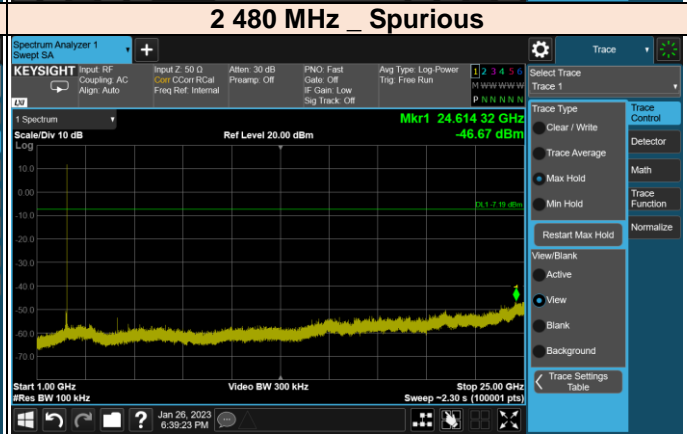 2 480 MHz _ Spurious
Spectrum Analyzer 1
Swept SA
KEYSIGHT
Input: RF
Coupling: AC
Align: Auto
Input Z: 50 Ω
Corr CCorr RCal
Freq Ref: Internal
Atten: 30 dB
Preamp: Off
PNO: Fast
Gate: Off
IF Gain: Low
Sig Track: Off
Avg Type: Log-Power
Trig: Free Run
1 2 3 4 5 6
M W W W W W
P N N N N N
LXI
1 Spectrum
Scale/Div 10 dB
Ref Level 20.00 dBm
Mkr1 24.614 32 GHz
-46.67 dBm
Log
10.0
0.00
-10.0
-20.0
-30.0
-40.0
-50.0
-60.0
-70.0
DL1 -7.19 dBm
Start 1.00 GHz
Video BW 300 kHz
Stop 25.00 GHz
#Res BW 100 kHz
Sweep ~2.30 s (100001 pts)
Jan 26, 2023
6:39:23 PM
Trace
Select Trace
Trace 1
Trace Type
Clear / Write
Trace Average
Max Hold
Min Hold
Restart Max Hold
View/Blank
Active
View
Blank
Background
Trace Settings
Table
Trace
Control
Detector
Math
Trace
Function
Normalize